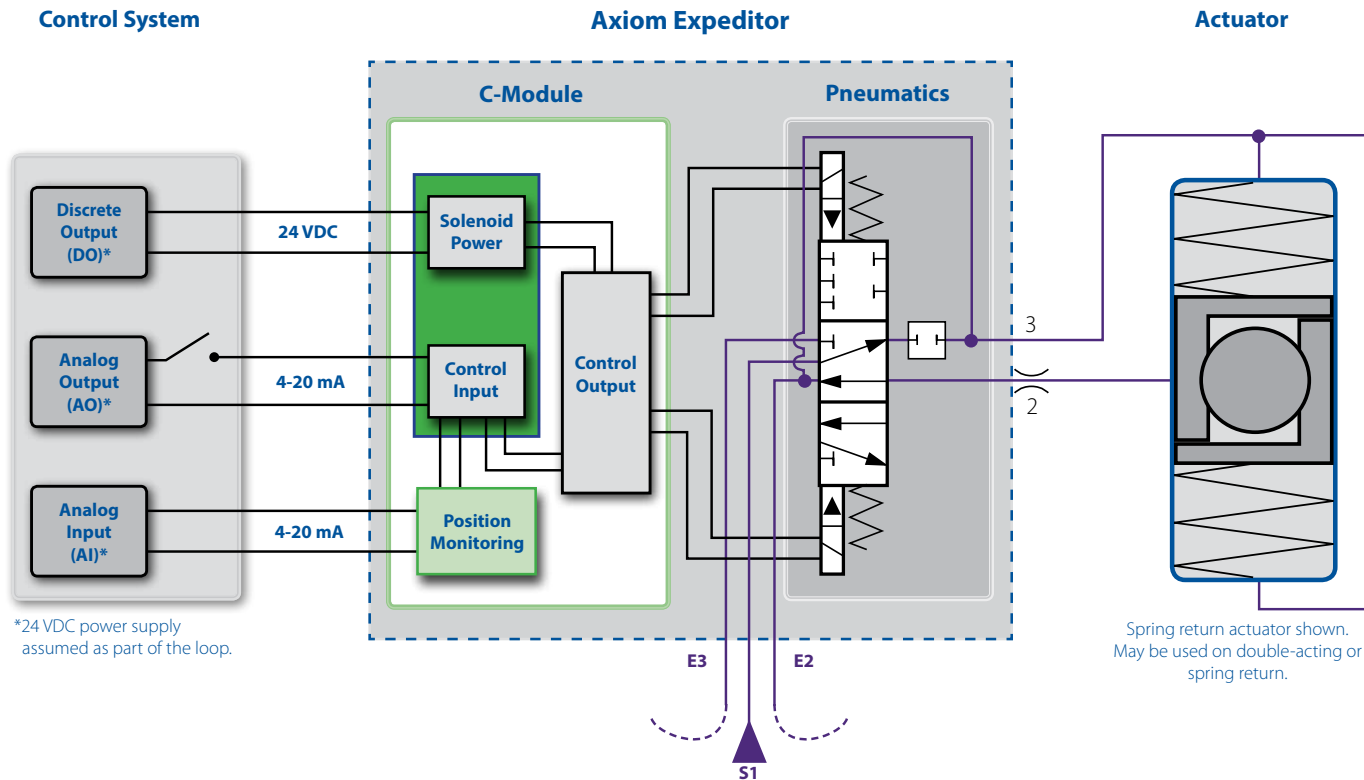 Control System
Axiom Expeditor
Actuator
C-Module
Pneumatics
Discrete
Output
(DO)*
24 VDC
Solenoid
Power
Analog
Output
(AO)*
4-20 mA
Control
Input
Control
Output
3
2
Analog
Input
(AI)*
4-20 mA
Position
Monitoring
*24 VDC power supply
assumed as part of the loop.
E3
E2
S1
Spring return actuator shown.
May be used on double-acting or
spring return.